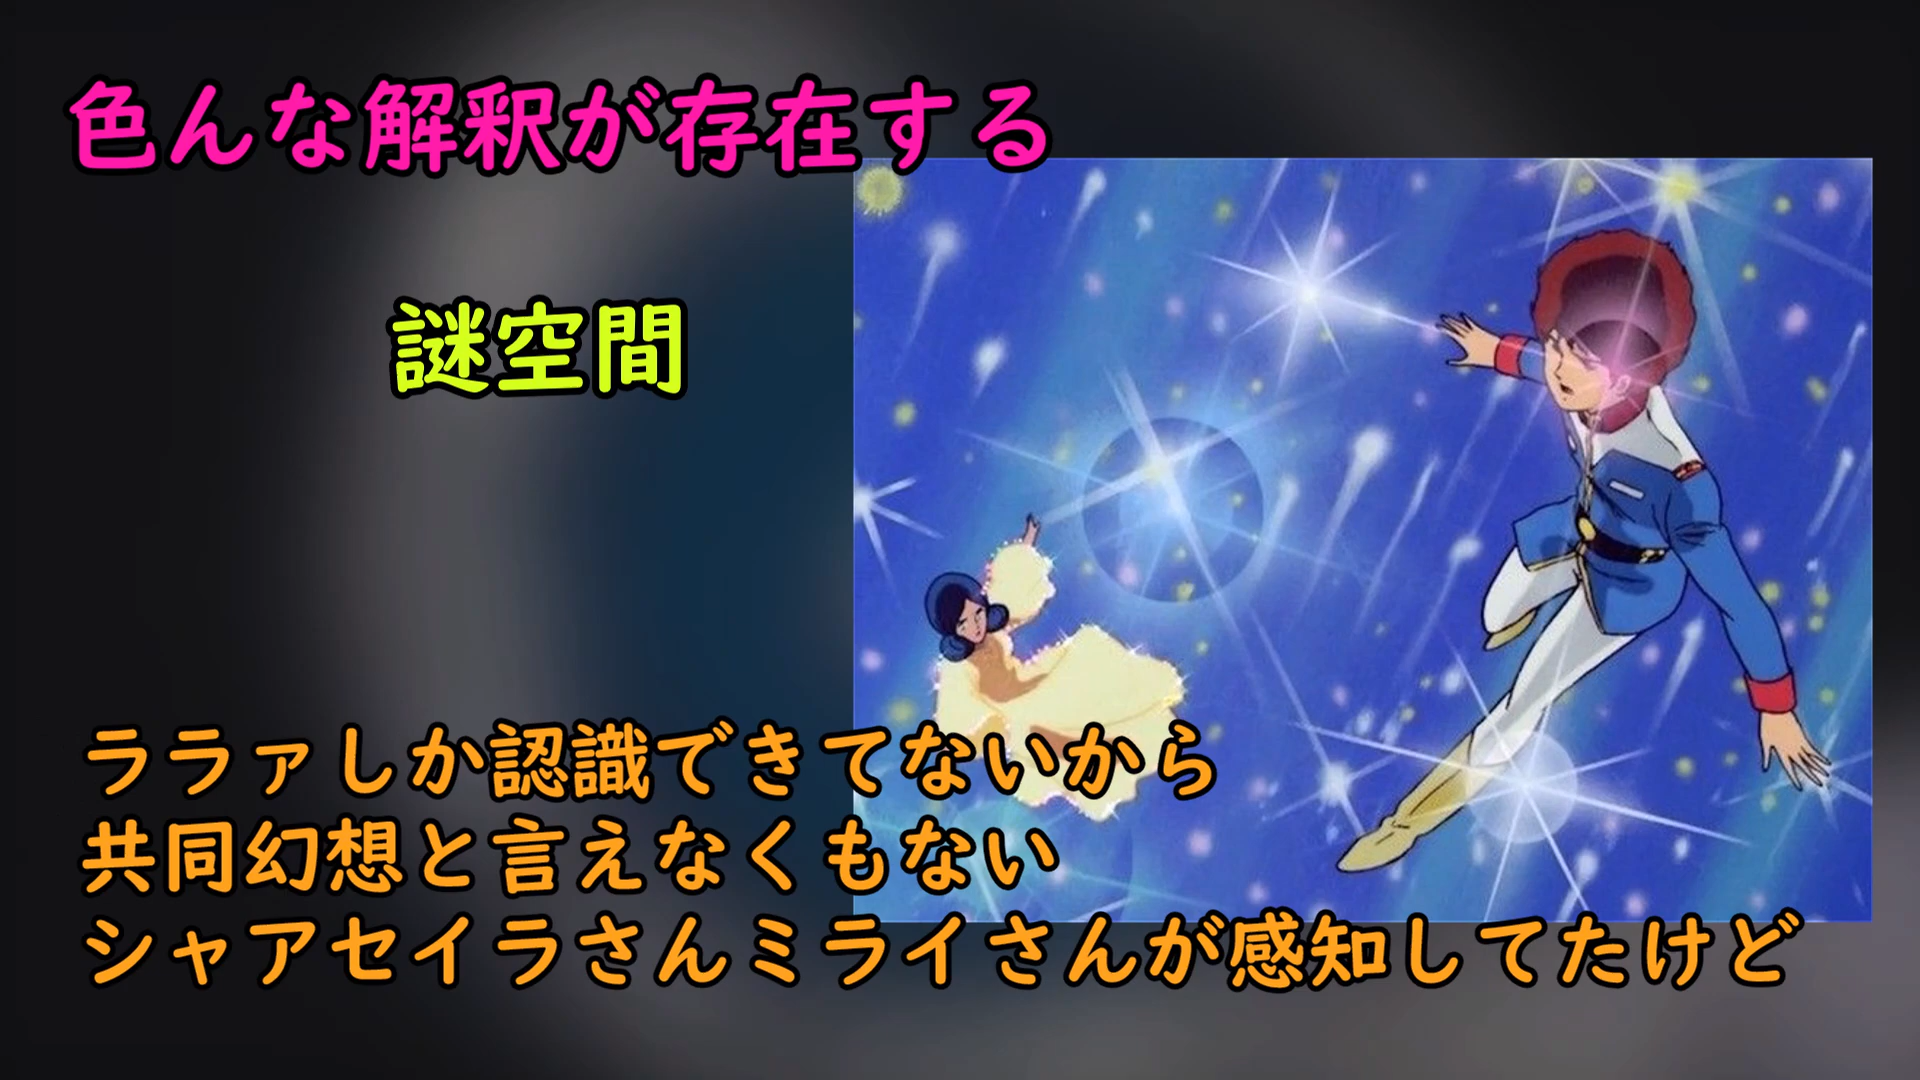 色んな解釈が存在する
謎空間
ララァしか認識できてないから
共同幻想と言えなくもない
シャアセイラさんミライさんが感知してたけど